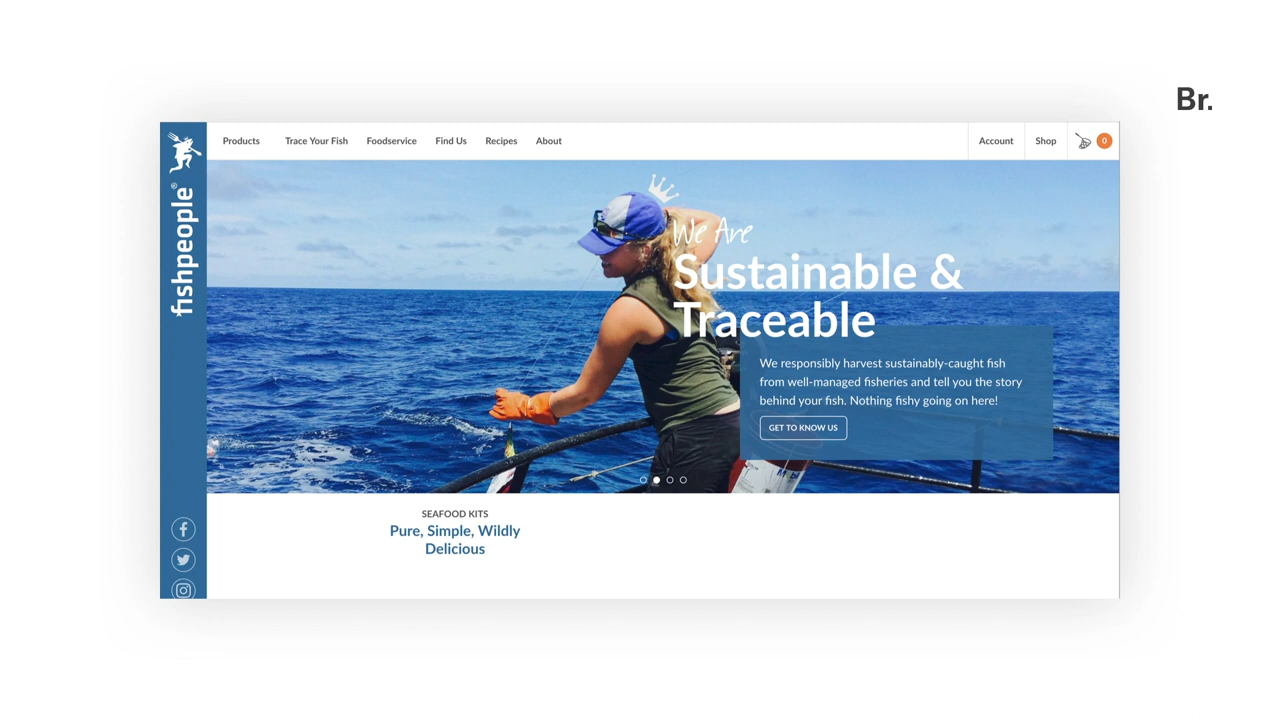 Br.
Products Trace Your Fish Foodservice Find Us Recipes About Account Shop 0
fishpeople®
We Are
Sustainable &
Traceable
We responsibly harvest sustainably-caught fish
from well-managed fisheries and tell you the story
behind your fish. Nothing fishy going on here!
GET TO KNOW US
SEAFOOD KITS
Pure, Simple, Wildly
Delicious